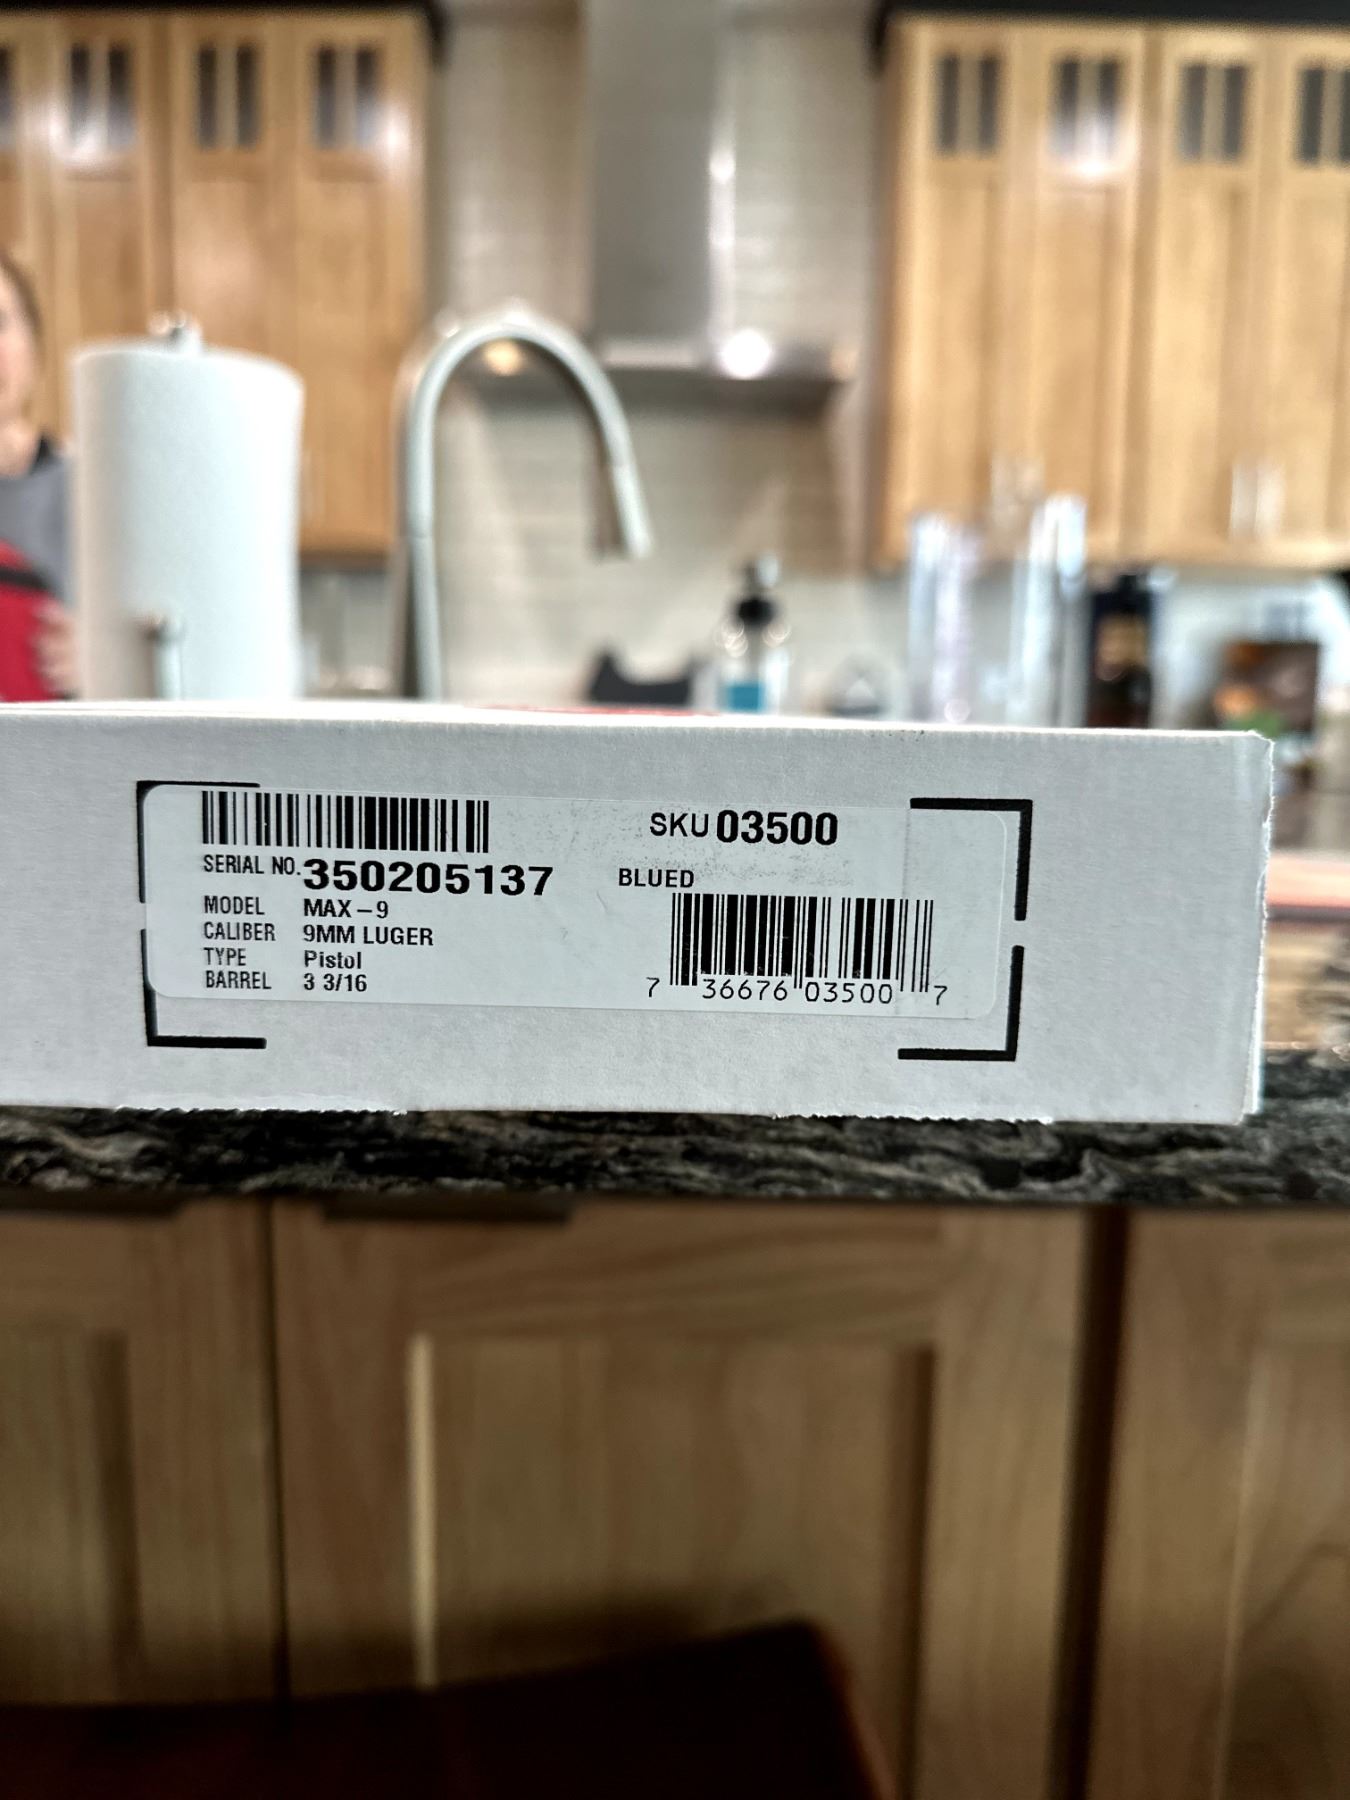 SKU 03500
SERIAL NO. 350205137
BLUED
MODEL MAX-9
CALIBER 9MM LUGER
TYPE Pistol
BARREL 3 3/16
7 36676 03500 7